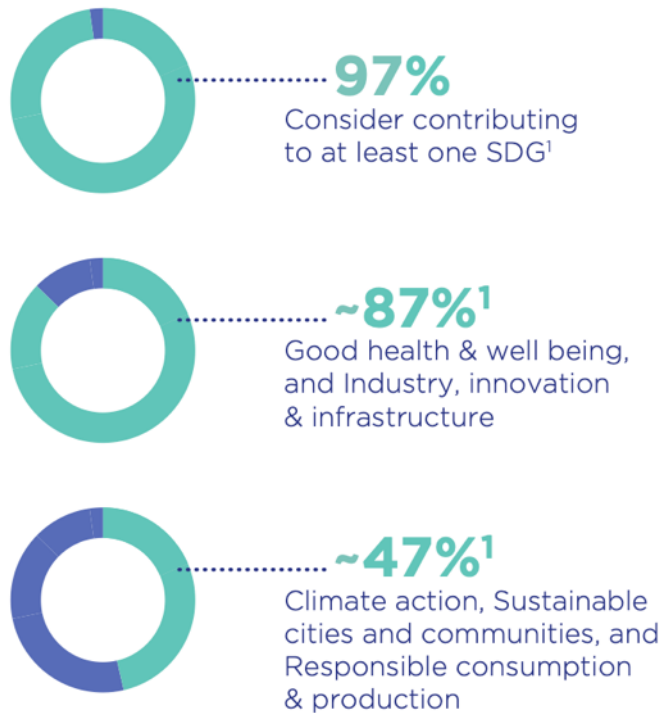 97%
Consider contributing
to at least one SDG¹
~87%¹
Good health & well being,
and Industry, innovation
& infrastructure
~47%¹
Climate action, Sustainable
cities and communities, and
Responsible consumption
& production